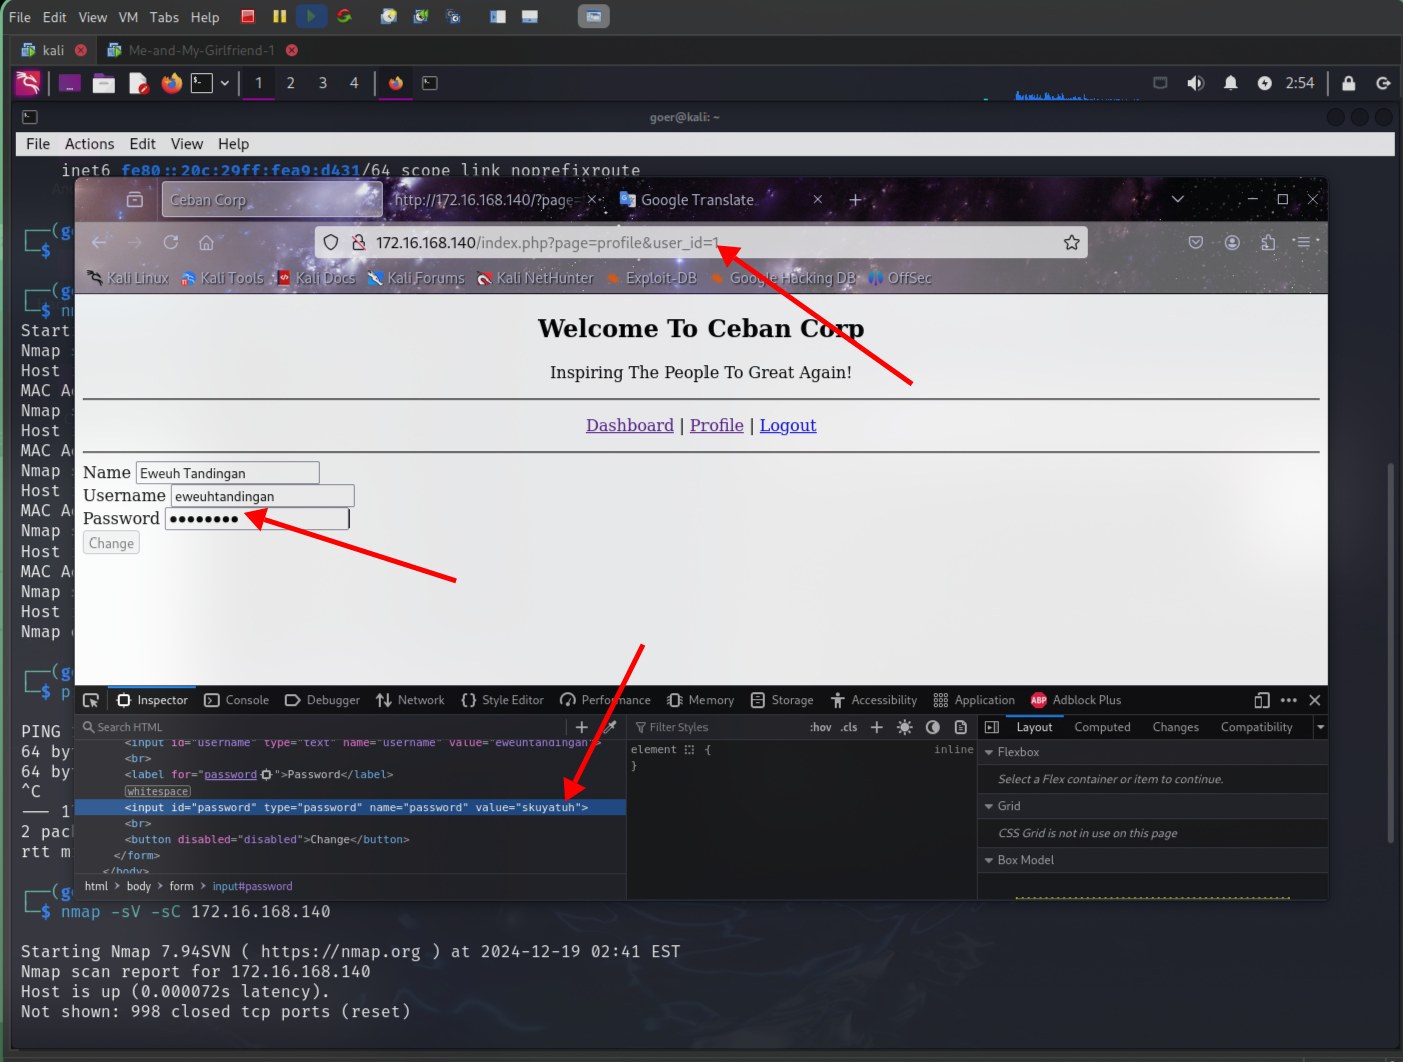 File Edit View VM Tabs Help
kali
Me-and-My-Girlfriend-1
1 2 3 4
2:54
goer@kali: ~
File Actions Edit View Help
inet6 fe80::20c:29ff:fea9:d431/64 scope link noprefixroute
Ceban Corp
http://172.16.168.140/?page=
Google Translate
172.16.168.140/index.php?page=profile&user_id=1
Kali Linux Kali Tools Kali Docs Kali Forums Kali NetHunter Exploit-DB Google Hacking DB OffSec
Welcome To Ceban Corp
Inspiring The People To Great Again!
Dashboard | Profile | Logout
Name Eweuh Tandingan
Username eweuhtandingan
Password ••••••••
Change
(g
$
(g
$ n
Start
Nmap
Host
MAC A
Nmap
Host
MAC A
Nmap
Host
MAC A
Nmap
Host
MAC A
Nmap
Host
Nmap
(g
$ p
PING
64 by
64 by
^C
1
2 pac
rtt m
Inspector Console Debugger Network Style Editor Performance Memory Storage Accessibility Application Adblock Plus
Search HTML
Filter Styles
:hov .cls
Layout Computed Changes Compatibility
<input id="username" type="text" name="username" value="eweuhtandingan">
<br>
<label for="password">Password</label>
whitespace
<input id="password" type="password" name="password" value="skuyatuh">
<br>
<button disabled="disabled">Change</button>
</form>
</body>
html > body > form > input#password
element { inline
}
Flexbox
Select a Flex container or item to continue.
Grid
CSS Grid is not in use on this page
Box Model
(g
$ nmap -sV -sC 172.16.168.140
Starting Nmap 7.94SVN ( https://nmap.org ) at 2024-12-19 02:41 EST
Nmap scan report for 172.16.168.140
Host is up (0.000072s latency).
Not shown: 998 closed tcp ports (reset)